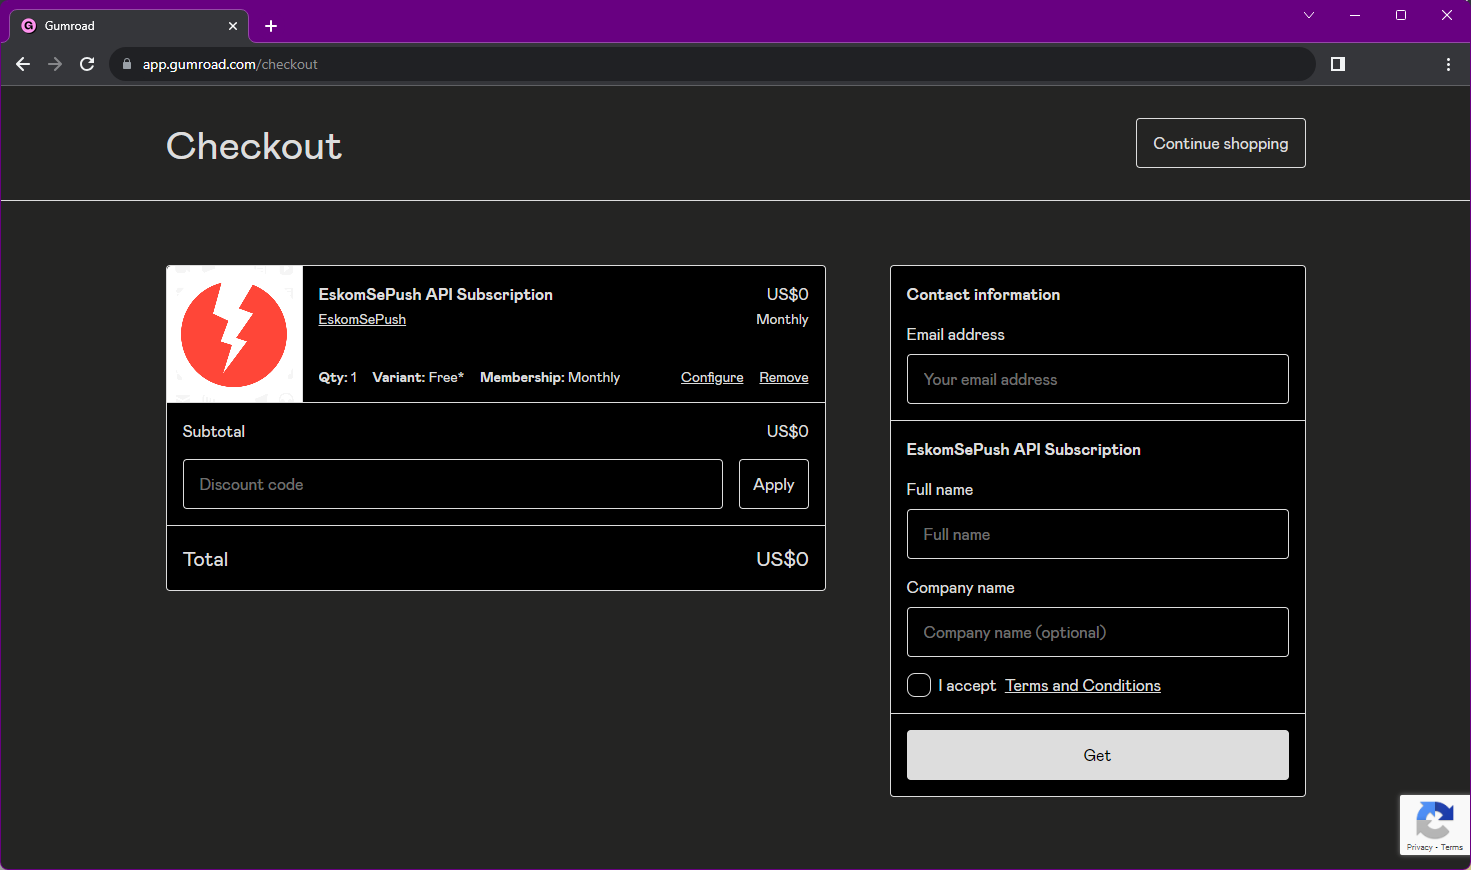 Gumroad
app.gumroad.com/checkout
Checkout
Continue shopping
EskomSePush API Subscription
US$0
EskomSePush
Monthly
Qty: 1 Variant: Free* Membership: Monthly
Configure Remove
Subtotal
US$0
Discount code
Apply
Total
US$0
Contact information
Email address
Your email address
EskomSePush API Subscription
Full name
Full name
Company name
Company name (optional)
I accept Terms and Conditions
Get
Privacy - Terms